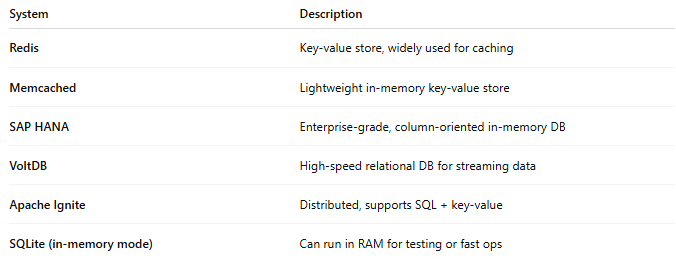 System Description
Redis Key-value store, widely used for caching
Memcached Lightweight in-memory key-value store
SAP HANA Enterprise-grade, column-oriented in-memory DB
VoltDB High-speed relational DB for streaming data
Apache Ignite Distributed, supports SQL + key-value
SQLite (in-memory mode) Can run in RAM for testing or fast ops